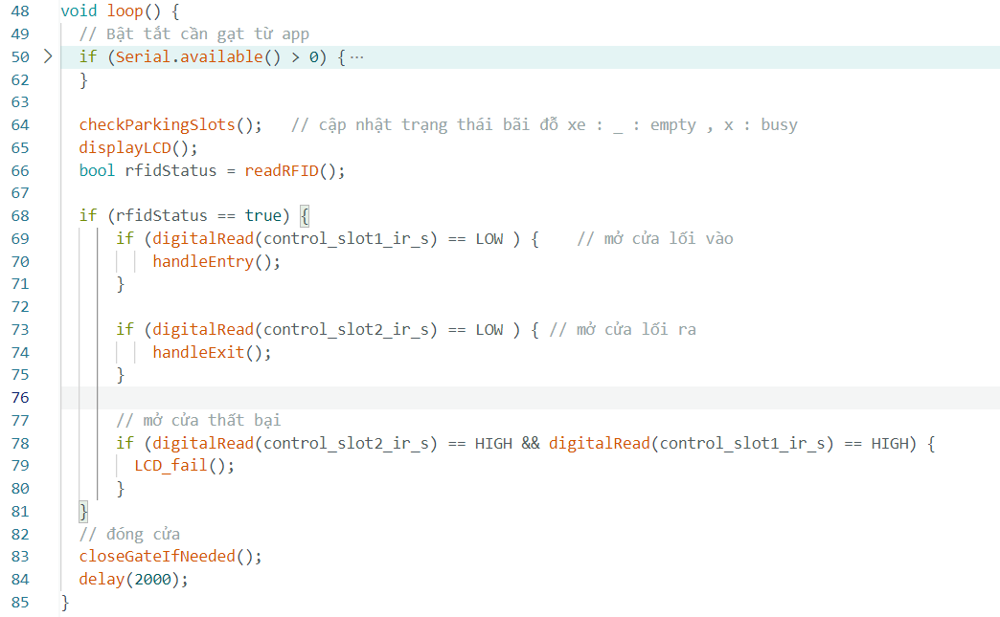 48 void loop() {
49 // Bật tắt cần gạt từ app
50 > if (Serial.available() > 0) { ···
62 }
63
64 checkParkingSlots(); // cập nhật trạng thái bãi đỗ xe : _ : empty , x : busy
65 displayLCD();
66 bool rfidStatus = readRFID();
67
68 if (rfidStatus == true) {
69 if (digitalRead(control_slot1_ir_s) == LOW ) { // mở cửa lối vào
70 handleEntry();
71 }
72
73 if (digitalRead(control_slot2_ir_s) == LOW ) { // mở cửa lối ra
74 handleExit();
75 }
76
77 // mở cửa thất bại
78 if (digitalRead(control_slot2_ir_s) == HIGH && digitalRead(control_slot1_ir_s) == HIGH) {
79 LCD_fail();
80 }
81 }
82 // đóng cửa
83 closeGateIfNeeded();
84 delay(2000);
85 }